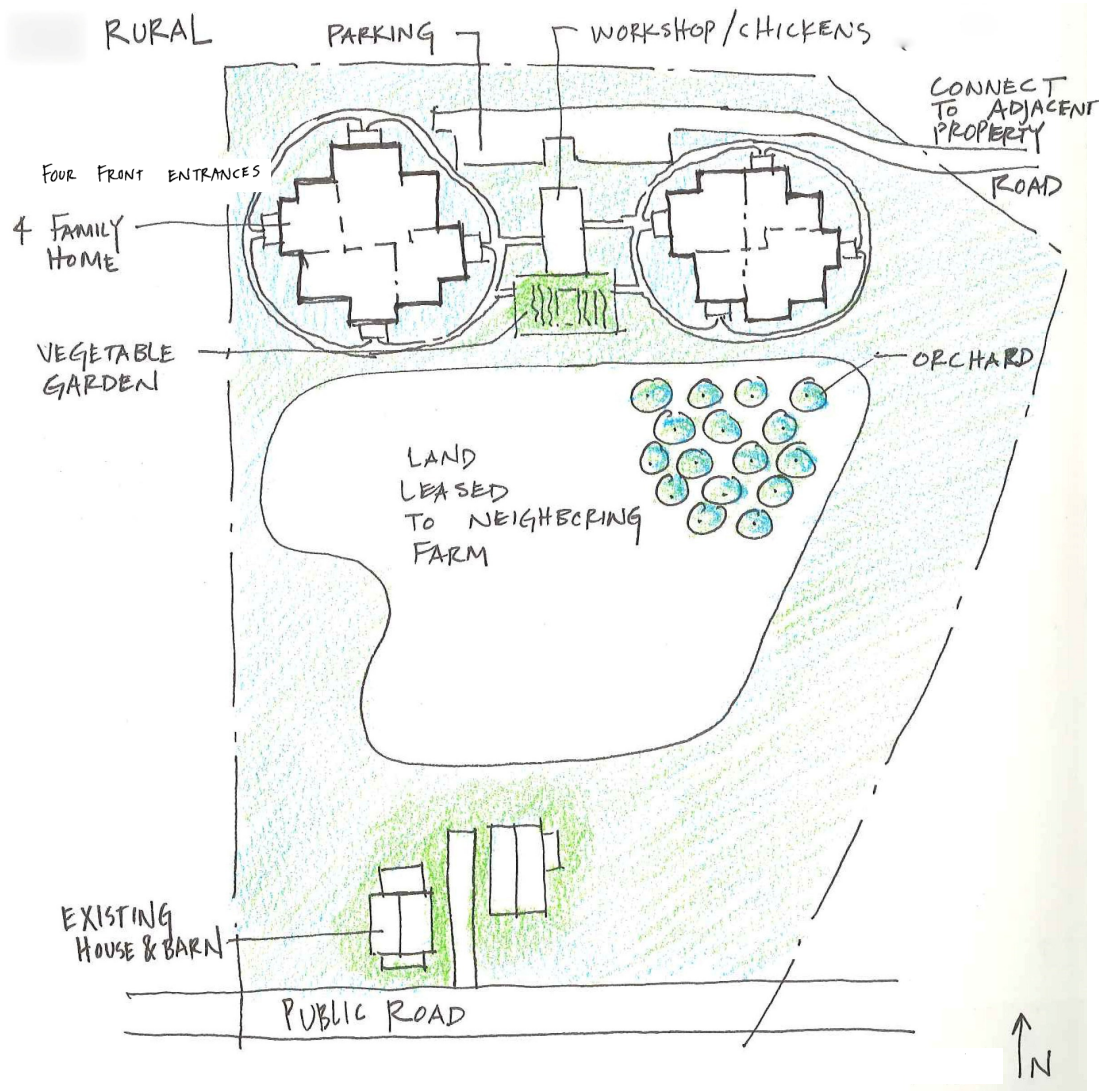 RURAL
PARKING
WORKSHOP/CHICKENS
CONNECT
TO ADJACENT
PROPERTY
ROAD
FOUR FRONT ENTRANCES
4 FAMILY
HOME
VEGETABLE
GARDEN
ORCHARD
LAND
LEASED
TO NEIGHBORING
FARM
EXISTING
HOUSE & BARN
PUBLIC ROAD
N